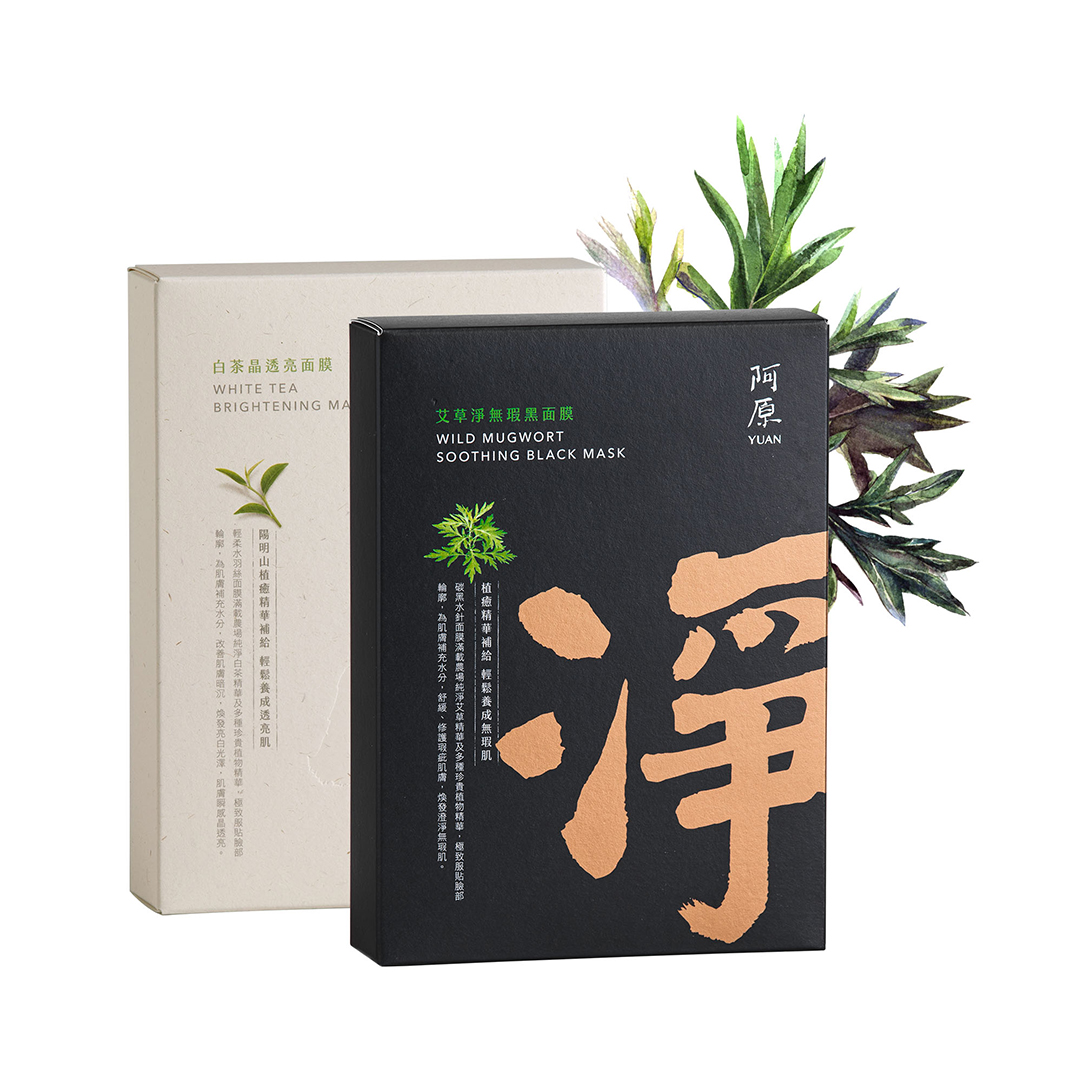 白茶晶透亮面膜
WHITE TEA
BRIGHTENING MA
陽明山植癒精華補給 輕鬆養成透亮肌
輕柔水羽絲面膜滿載農場純淨白茶精華及多種珍貴植物精華。極致服貼臉部
輪廓，為肌膚補充水分，改善肌膚暗沉，煥發亮白光澤，肌膚瞬感晶透亮。
阿原
YUAN
艾草淨無瑕黑面膜
WILD MUGWORT
SOOTHING BLACK MASK
植癒精華補給 輕鬆養成無瑕肌
碳黑水針面膜滿載農場純淨艾草精華及多種珍貴植物精華，極致服貼臉部
輪廓，為肌膚補充水分，舒緩、修護瑕疵肌膚，煥發澄淨無瑕肌。
淨